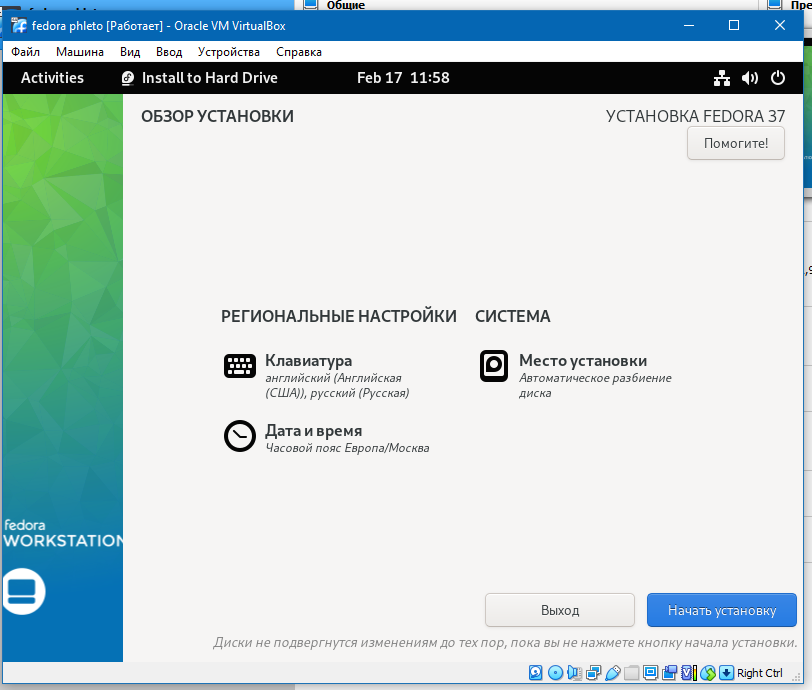 Общие
fedora phleto [Работает] - Oracle VM VirtualBox
Файл Машина Вид Ввод Устройства Справка
Activities Install to Hard Drive Feb 17 11:58
ОБЗОР УСТАНОВКИ
УСТАНОВКА FEDORA 37
Помогите!
РЕГИОНАЛЬНЫЕ НАСТРОЙКИ
Клавиатура
английский (Английская
(США)), русский (Русская)
Дата и время
Часовой пояс Европа/Москва
СИСТЕМА
Место установки
Автоматическое разбиение
диска
fedora
WORKSTATION
Выход
Начать установку
Диски не подвергнутся изменениям до тех пор, пока вы не нажмете кнопку начала установки.
Right Ctrl